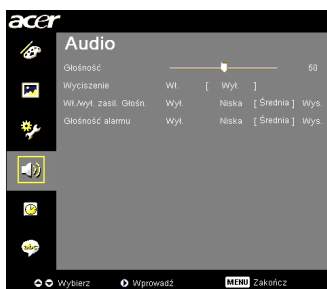 acer
Audio
Głośność 50
Wyciszenie Wł. [ Wył. ]
Wł./wył. zasil. Głośn. Wył. Niska [ Średnia ] Wys.
Głośność alarmu Wył. Niska [ Średnia ] Wys.
abc
Wybierz Wprowadź MENU Zakończ